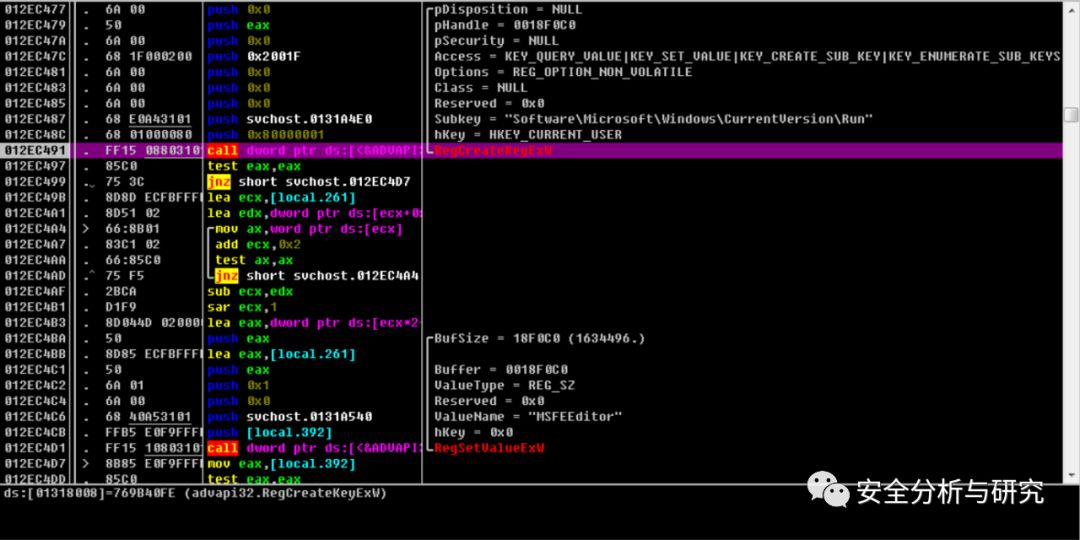 012EC477 . 6A 00 push 0x0 pDisposition = NULL
012EC479 . 50 push eax pHandle = 0018F0C0
012EC47A . 6A 00 push 0x0 pSecurity = NULL
012EC47C . 68 1F000200 push 0x2001F Access = KEY_QUERY_VALUE|KEY_SET_VALUE|KEY_CREATE_SUB_KEY|KEY_ENUMERATE_SUB_KEYS
012EC481 . 6A 00 push 0x0 Options = REG_OPTION_NON_VOLATILE
012EC483 . 6A 00 push 0x0 Class = NULL
012EC485 . 6A 00 push 0x0 Reserved = 0x0
012EC487 . 68 E0A43101 push svchost.0131A4E0 Subkey = "Software\Microsoft\Windows\CurrentVersion\Run"
012EC48C . 68 01000080 push 0x80000001 hKey = HKEY_CURRENT_USER
012EC491 . FF15 08803101 call dword ptr ds:[<&ADVAPI3 RegCreateKeyExW
012EC497 . 85C0 test eax,eax
012EC499 . 75 3C jnz short svchost.012EC4D7
012EC49B . 8D8D ECFBFFFF lea ecx,[local.261]
012EC4A1 . 8D51 02 lea edx,dword ptr ds:[ecx+0x
012EC4A4 > 66:8B01 mov ax,word ptr ds:[ecx]
012EC4A7 . 83C1 02 add ecx,0x2
012EC4AA . 66:85C0 test ax,ax
012EC4AD .^ 75 F5 jnz short svchost.012EC4A4
012EC4AF . 2BCA sub ecx,edx
012EC4B1 . D1F9 sar ecx,1
012EC4B3 . 8D044D 020000 lea eax,dword ptr ds:[ecx*2+
012EC4BA . 50 push eax BufSize = 18F0C0 (1634496.)
012EC4BB . 8D85 ECFBFFFF lea eax,[local.261]
012EC4C1 . 50 push eax Buffer = 0018F0C0
012EC4C2 . 6A 01 push 0x1 ValueType = REG_SZ
012EC4C4 . 6A 00 push 0x0 Reserved = 0x0
012EC4C6 . 68 40A53101 push svchost.0131A540 ValueName = "MSFEEditor"
012EC4CB . FFB5 E0F9FFFF push [local.392] hKey = 0x0
012EC4D1 . FF15 10803101 call dword ptr ds:[<&ADVAPI3 RegSetValueExW
012EC4D7 > 8B85 E0F9FFFF mov eax,[local.392]
012EC4DD . 85C0 test eax,eax
ds:[01318008]=769B40FE (advapi32.RegCreateKeyExW)
安全分析与研究